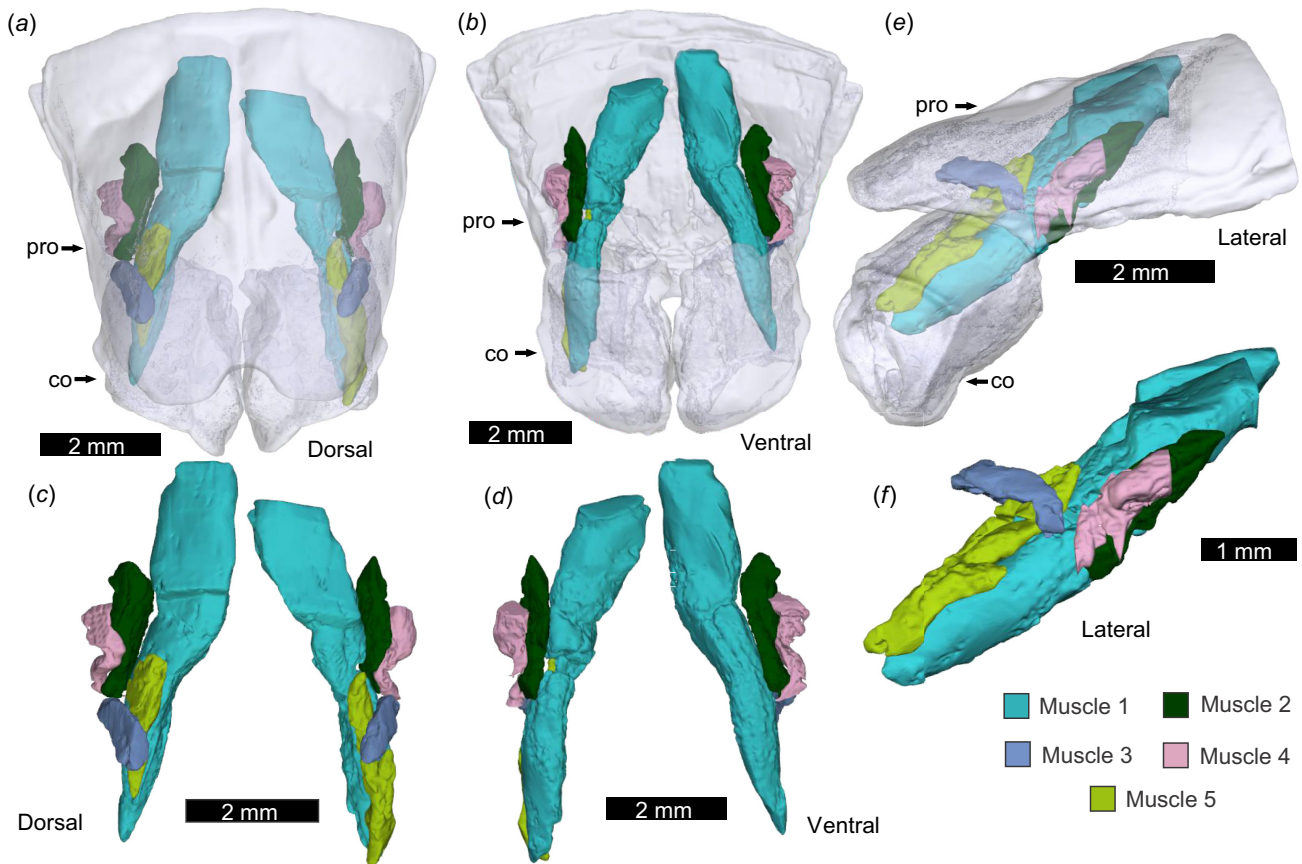 (a)
pro
co
2 mm
Dorsal
(b)
pro
co
2 mm
Ventral
(e)
pro
Lateral
2 mm
co
(c)
Dorsal
2 mm
(d)
2 mm
Ventral
(f)
1 mm
Lateral
Muscle 1
Muscle 2
Muscle 3
Muscle 4
Muscle 5